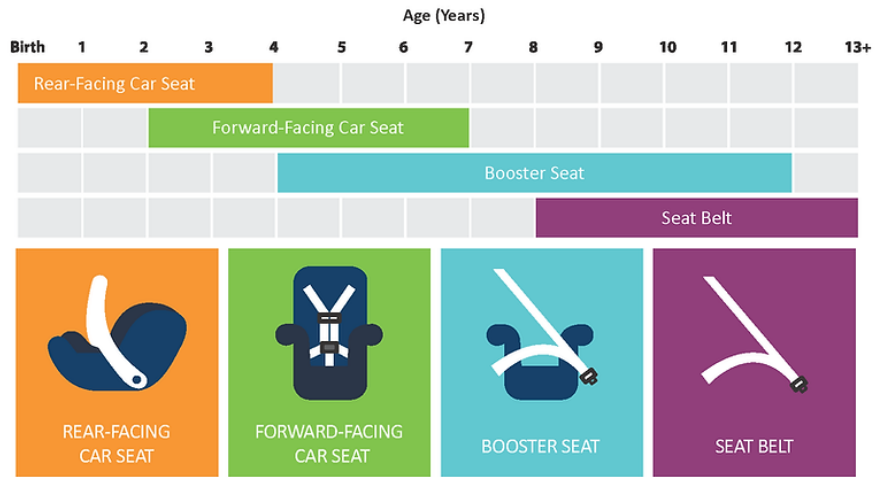 Age (Years)
Birth 1 2 3 4 5 6 7 8 9 10 11 12 13+
Rear-Facing Car Seat
Forward-Facing Car Seat
Booster Seat
Seat Belt
REAR-FACING
CAR SEAT
FORWARD-FACING
CAR SEAT
BOOSTER SEAT
SEAT BELT